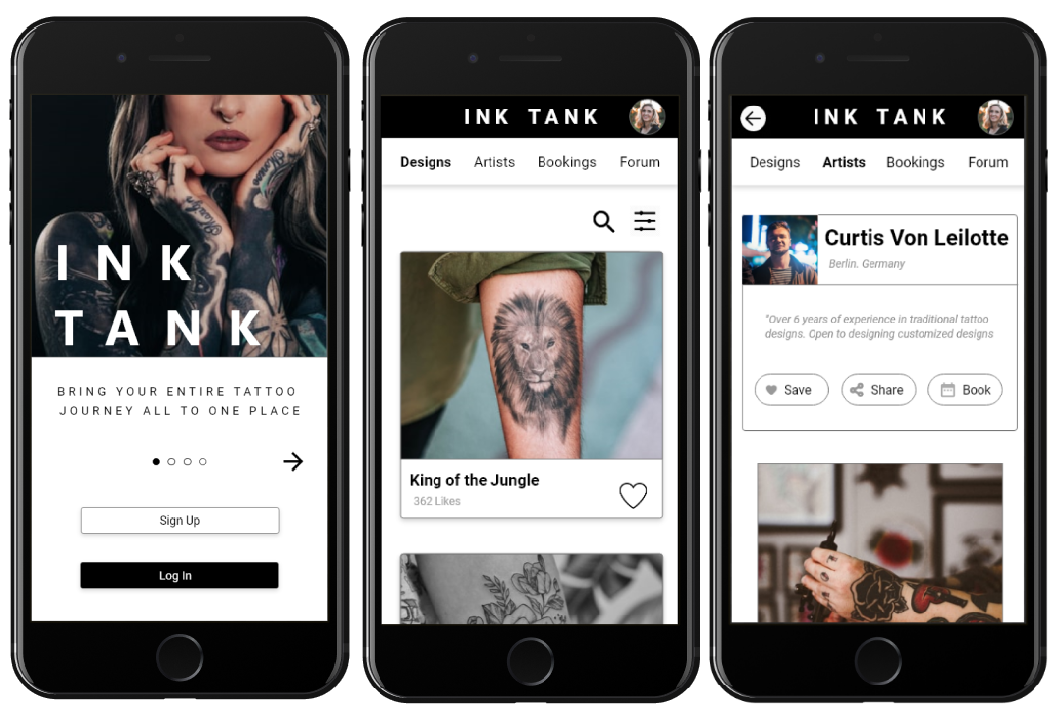 INK
TANK
BRING YOUR ENTIRE TATTOO
JOURNEY ALL TO ONE PLACE
Sign Up
Log In
INK TANK
Designs Artists Bookings Forum
King of the Jungle
362 Likes
INK TANK
Designs Artists Bookings Forum
Curtis Von Leilotte
Berlin. Germany
"Over 6 years of experience in traditional tattoo
designs. Open to designing customized designs
Save Share Book